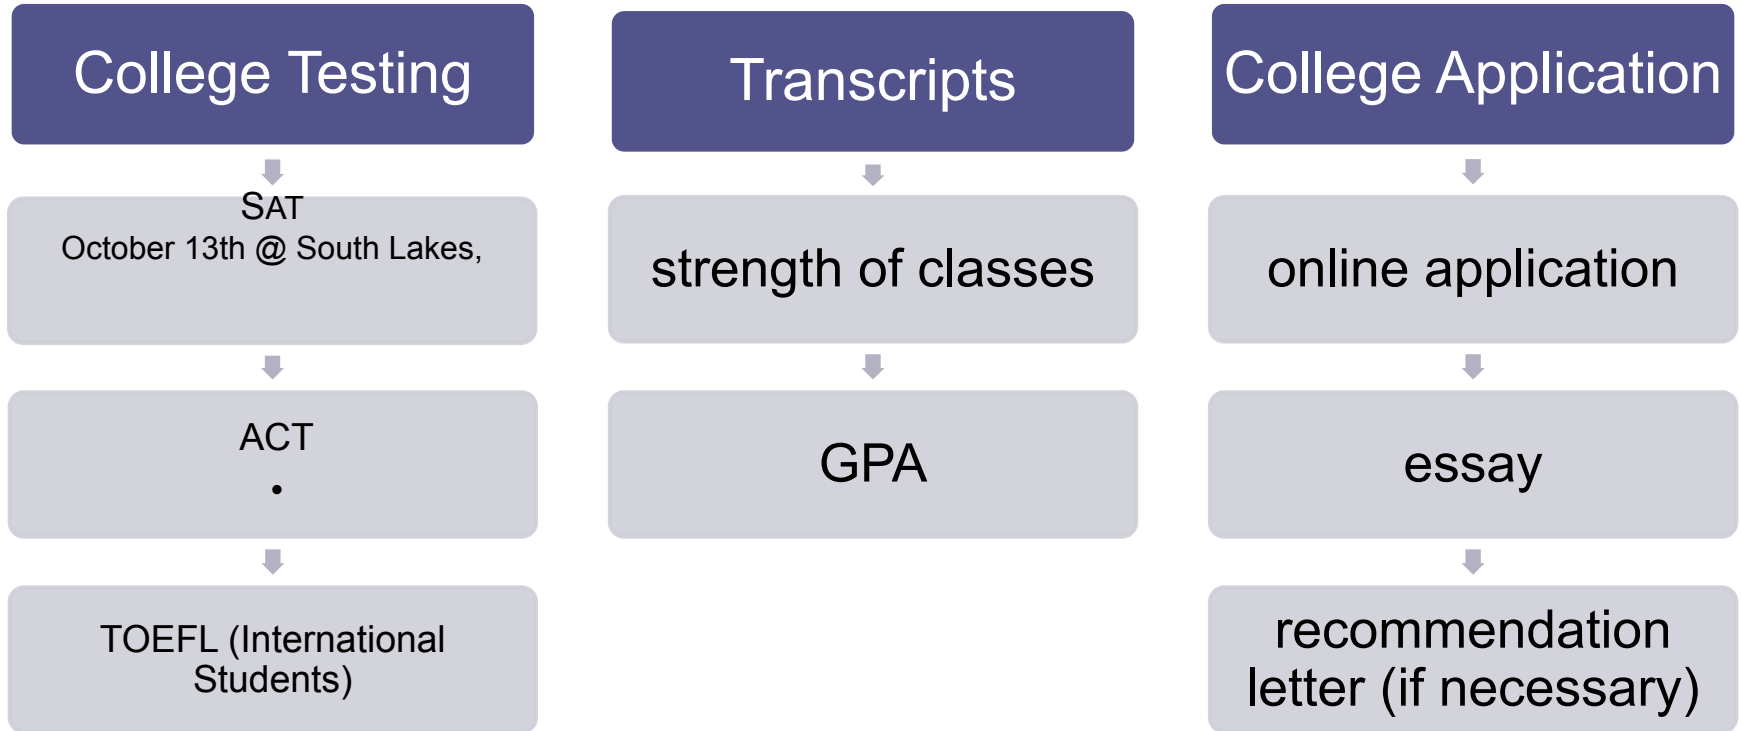 College Testing
SAT
October 13th @ South Lakes,
ACT
•
TOEFL (International
Students)
Transcripts
strength of classes
GPA
College Application
online application
essay
recommendation
letter (if necessary)